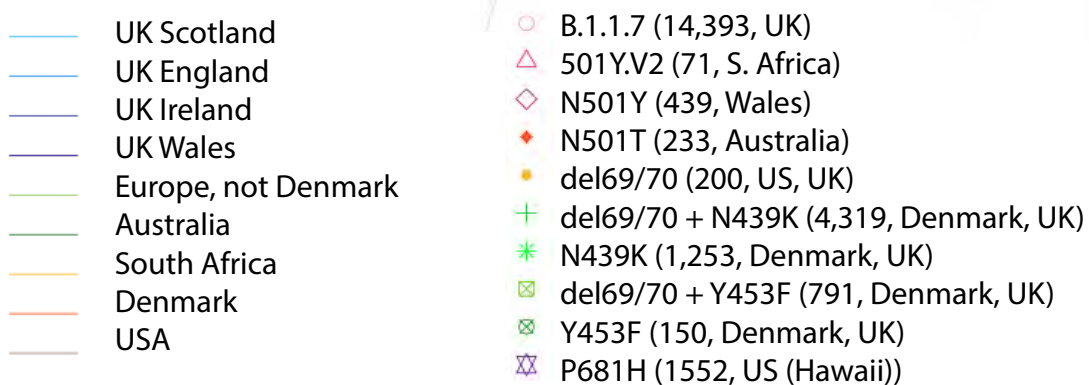 UK Scotland
UK England
UK Ireland
UK Wales
Europe, not Denmark
Australia
South Africa
Denmark
USA
B.1.1.7 (14,393, UK)
501Y.V2 (71, S. Africa)
N501Y (439, Wales)
N501T (233, Australia)
del69/70 (200, US, UK)
del69/70 + N439K (4,319, Denmark, UK)
N439K (1,253, Denmark, UK)
del69/70 + Y453F (791, Denmark, UK)
Y453F (150, Denmark, UK)
P681H (1552, US (Hawaii))